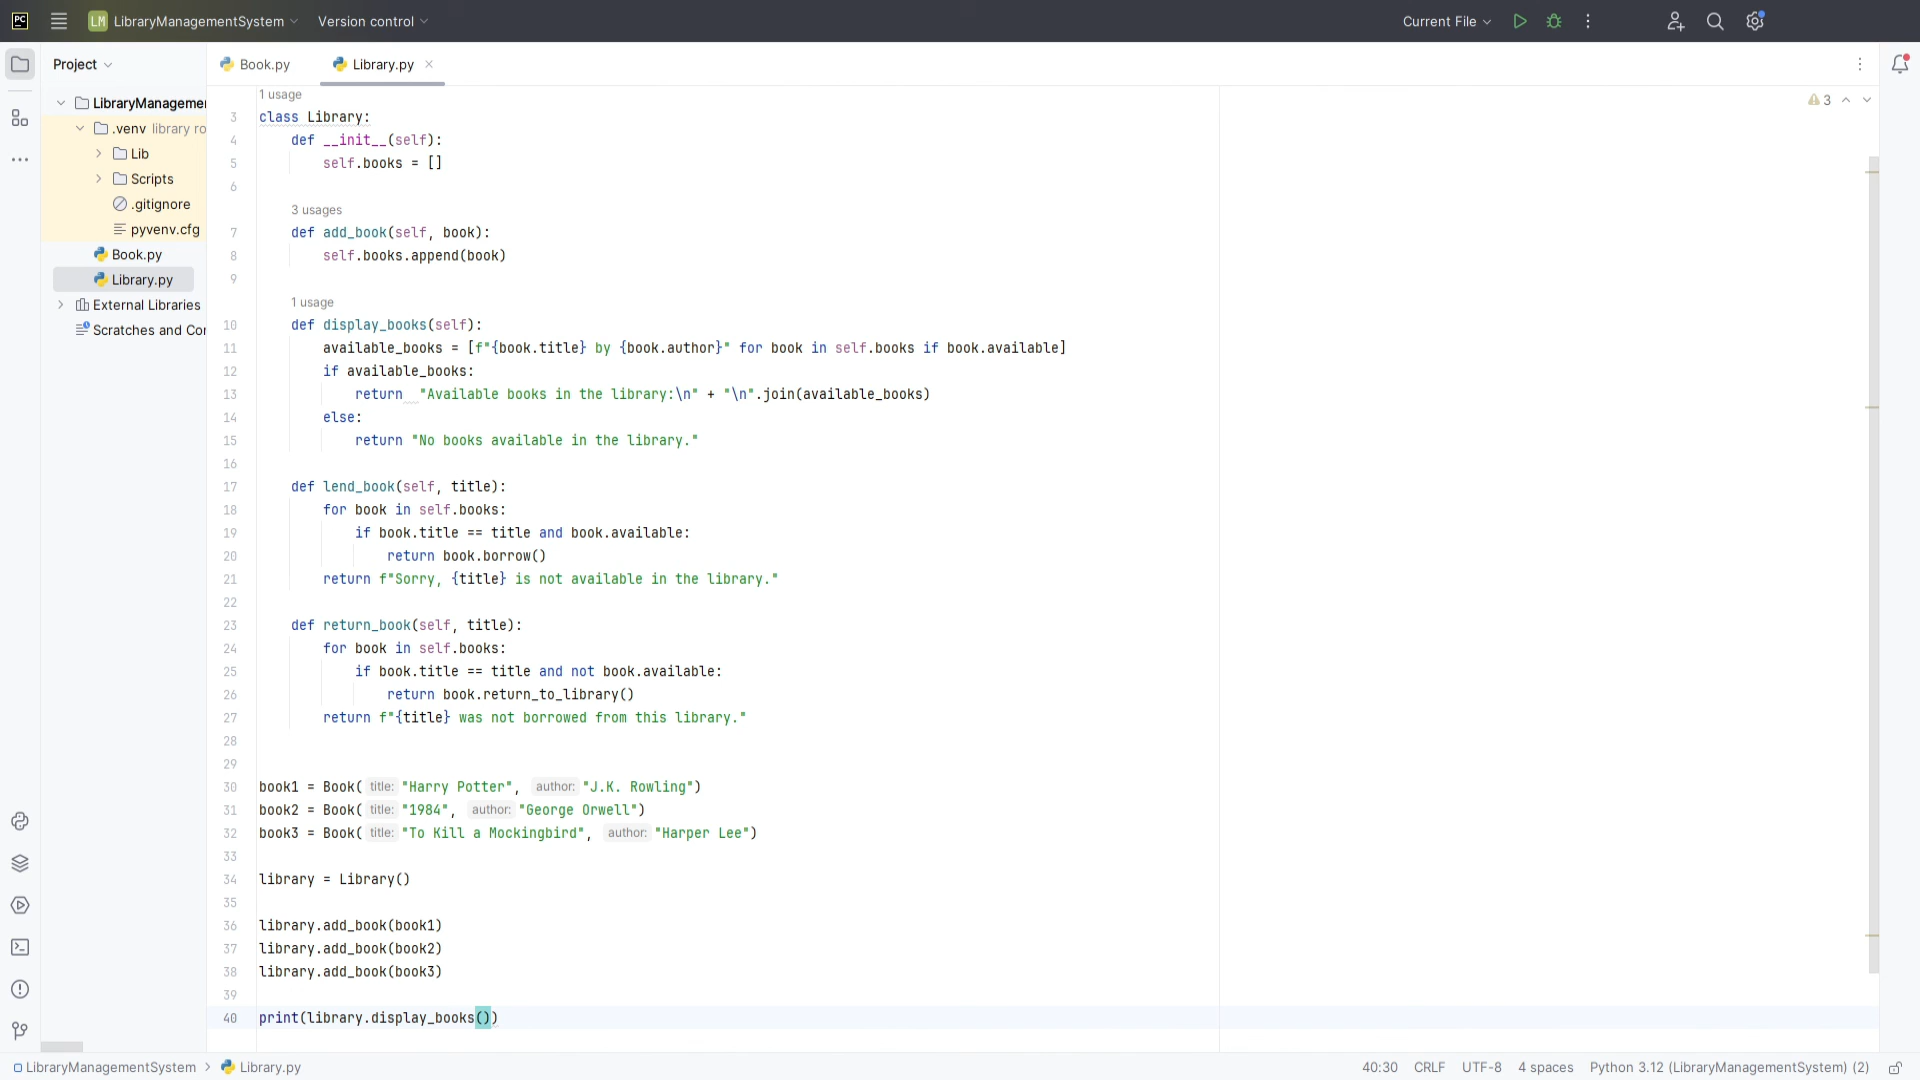 PC LM LibraryManagementSystem Version control Current File
Project Book.py Library.py
LibraryManagemer
.venv library ro
Lib
Scripts
.gitignore
pyvenv.cfg
Book.py
Library.py
External Libraries
Scratches and Cor
3
1 usage
3 class Library:
4 def __init__(self):
5 self.books = []
6
3 usages
7 def add_book(self, book):
8 self.books.append(book)
9
1 usage
10 def display_books(self):
11 available_books = [f"{book.title} by {book.author}" for book in self.books if book.available]
12 if available_books:
13 return  "Available books in the library:\n" + "\n".join(available_books)
14 else:
15 return "No books available in the library."
16
17 def lend_book(self, title):
18 for book in self.books:
19 if book.title == title and book.available:
20 return book.borrow()
21 return f"Sorry, {title} is not available in the library."
22
23 def return_book(self, title):
24 for book in self.books:
25 if book.title == title and not book.available:
26 return book.return_to_library()
27 return f"{title} was not borrowed from this library."
28
29
30 book1 = Book( title: "Harry Potter", author: "J.K. Rowling")
31 book2 = Book( title: "1984", author: "George Orwell")
32 book3 = Book( title: "To Kill a Mockingbird", author: "Harper Lee")
33
34 library = Library()
35
36 library.add_book(book1)
37 library.add_book(book2)
38 library.add_book(book3)
39
40 print(library.display_books())
LibraryManagementSystem > Library.py 40:30 CRLF UTF-8 4 spaces Python 3.12 (LibraryManagementSystem) (2)